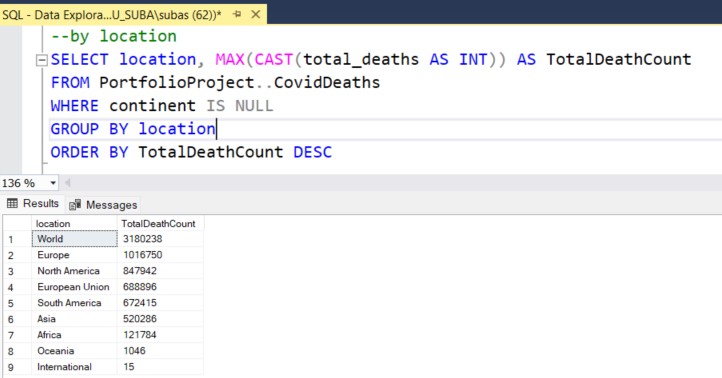 SQL - Data Explora...U_SUBA\subas (62))*
--by location
SELECT location, MAX(CAST(total_deaths AS INT)) AS TotalDeathCount
FROM PortfolioProject..CovidDeaths
WHERE continent IS NULL
GROUP BY location
ORDER BY TotalDeathCount DESC
136 %
Results Messages
location TotalDeathCount
1 World 3180238
2 Europe 1016750
3 North America 847942
4 European Union 688896
5 South America 672415
6 Asia 520286
7 Africa 121784
8 Oceania 1046
9 International 15